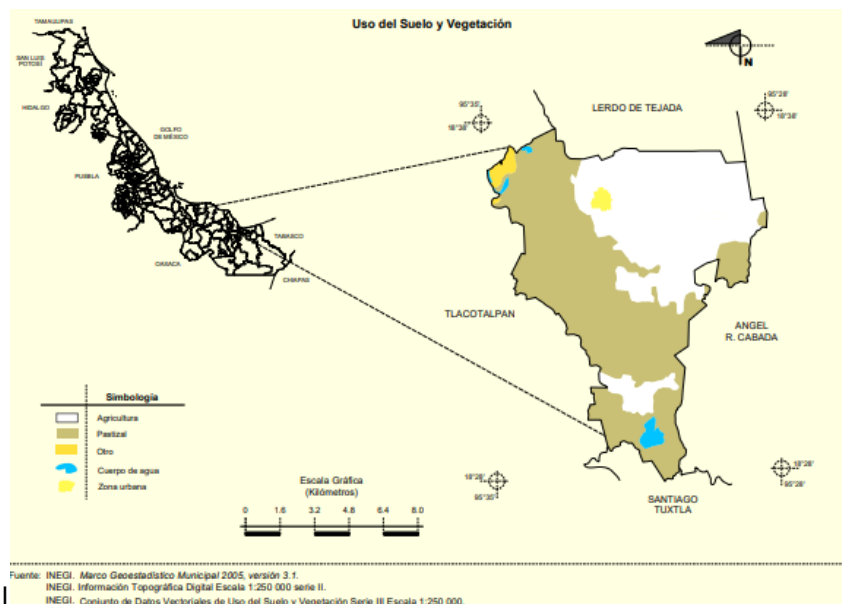 Uso del Suelo y Vegetación
TAMAULIPAS
SAN LUIS
POTOSÍ
HIDALGO
GOLFO
DE MÉXICO
PUEBLA
TABASCO
OAXACA
CHIAPAS
N
95°35'
18°38'
LERDO DE TEJADA
95°28'
18°38'
TLACOTALPAN
ANGEL
R. CABADA
Simbología
Agricultura
Pastizal
Otro
Cuerpo de agua
Zona urbana
Escala Gráfica
(Kilómetros)
0 1.6 3.2 4.8 6.4 8.0
18°28'
95°35'
18°28'
95°28'
SANTIAGO
TUXTLA
Fuente: INEGI. Marco Geoestadístico Municipal 2005, versión 3.1.
INEGI. Información Topográfica Digital Escala 1:250 000 serie II.
INEGI. Conjunto de Datos Vectoriales de Uso del Suelo y Vegetación Serie III Escala 1:250 000.